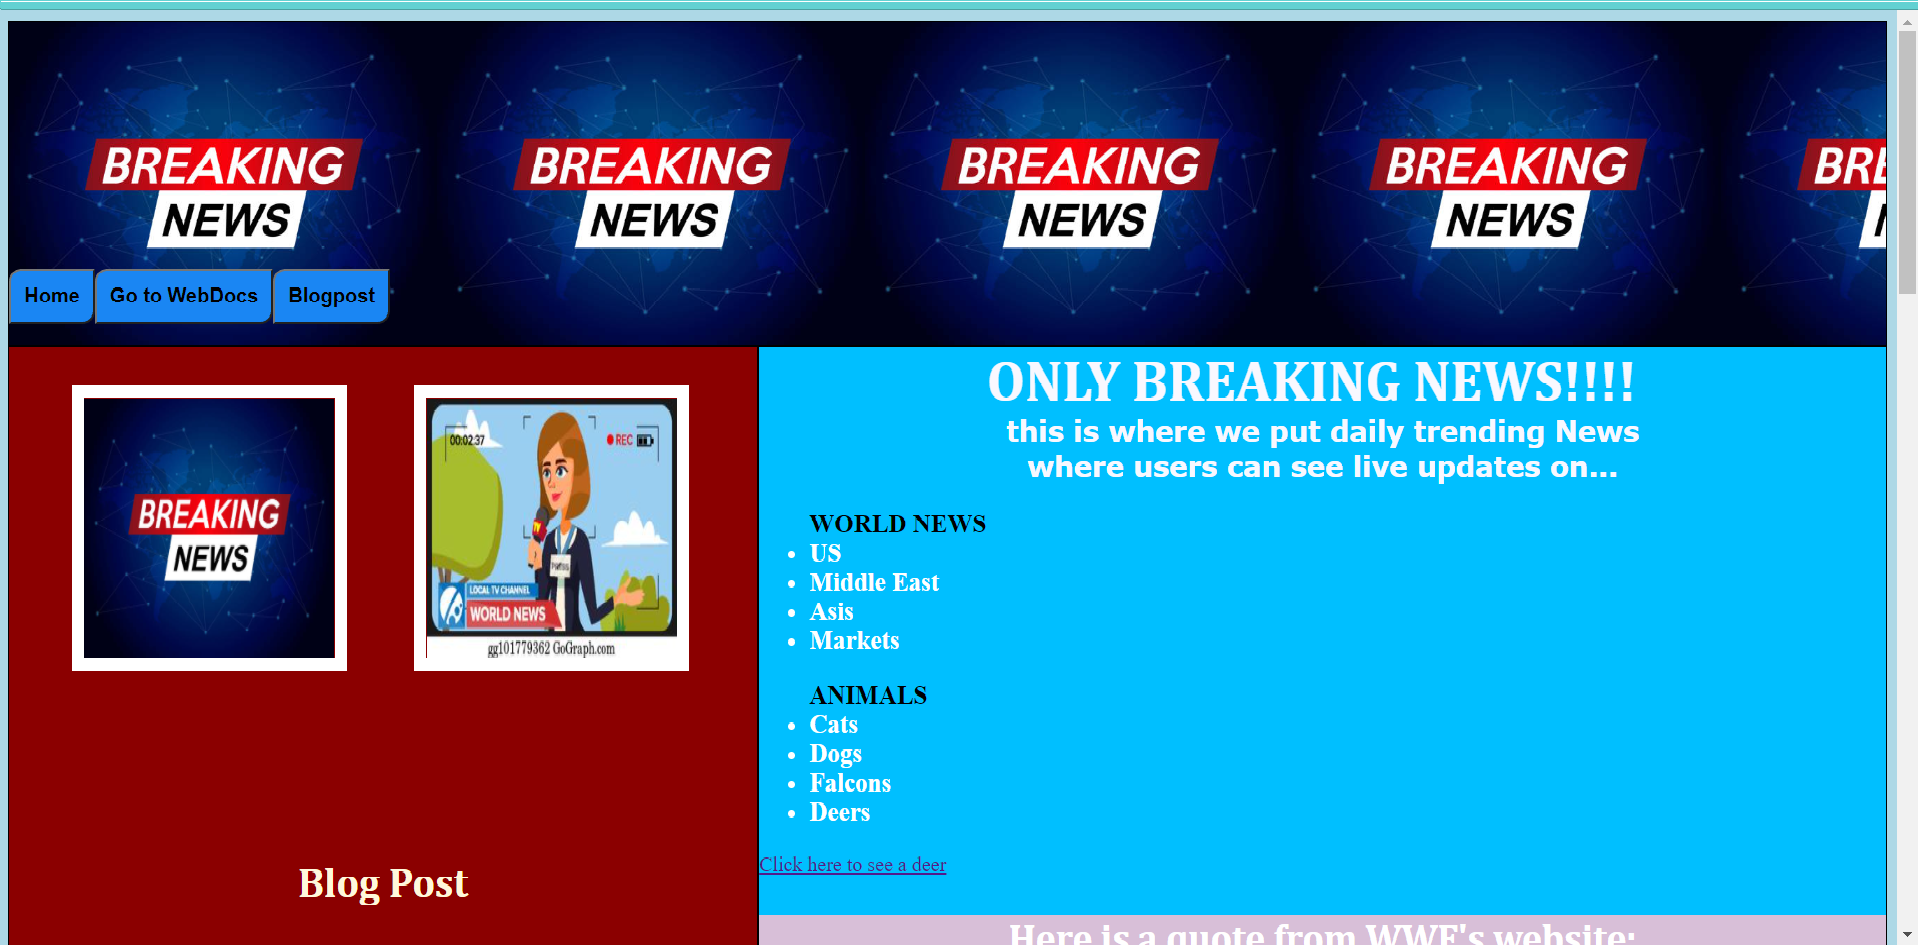 BREAKING
NEWS
BREAKING
NEWS
BREAKING
NEWS
BREAKING
NEWS
BRE
N
Home
Go to WebDocs
Blogpost
BREAKING
NEWS
00:02:37
REC
TV
PRESS
LOCAL TV CHANNEL
WORLD NEWS
gg101779362 GoGraph.com
Blog Post
ONLY BREAKING NEWS!!!!
this is where we put daily trending News
where users can see live updates on...
WORLD NEWS
US
Middle East
Asis
Markets
ANIMALS
Cats
Dogs
Falcons
Deers
Click here to see a deer
Here is a quote from WWF's website: